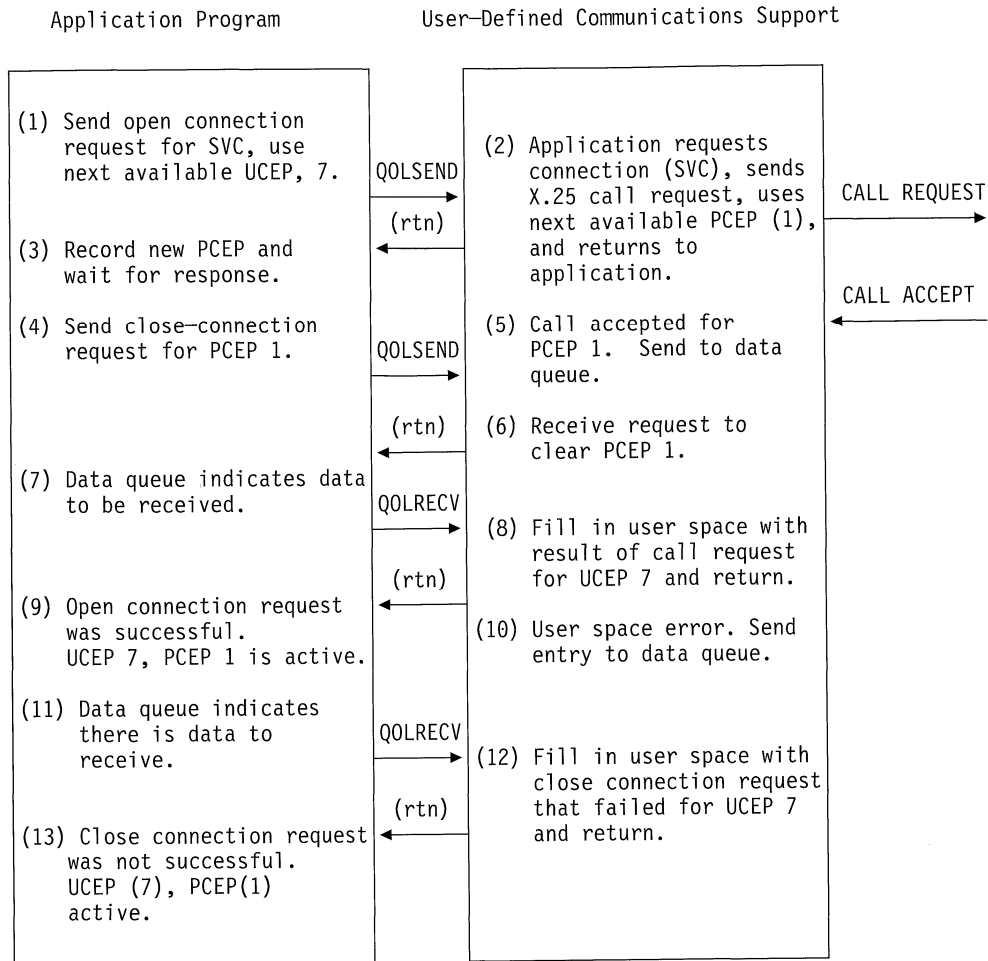 Application Program
User–Defined Communications Support
(1) Send open connection
request for SVC, use
next available UCEP, 7.
QOLSEND
(rtn)
(2) Application requests
connection (SVC), sends
X.25 call request, uses
next available PCEP (1),
and returns to
application.
CALL REQUEST
(3) Record new PCEP and
wait for response.
CALL ACCEPT
(4) Send close–connection
request for PCEP 1.
QOLSEND
(5) Call accepted for
PCEP 1. Send to data
queue.
(rtn)
(6) Receive request to
clear PCEP 1.
(7) Data queue indicates data
to be received.
QOLRECV
(8) Fill in user space with
result of call request
for UCEP 7 and return.
(rtn)
(9) Open connection request
was successful.
UCEP 7, PCEP 1 is active.
(10) User space error. Send
entry to data queue.
(11) Data queue indicates
there is data to
receive.
QOLRECV
(12) Fill in user space with
close connection request
that failed for UCEP 7
and return.
(rtn)
(13) Close connection request
was not successful.
UCEP (7), PCEP(1)
active.